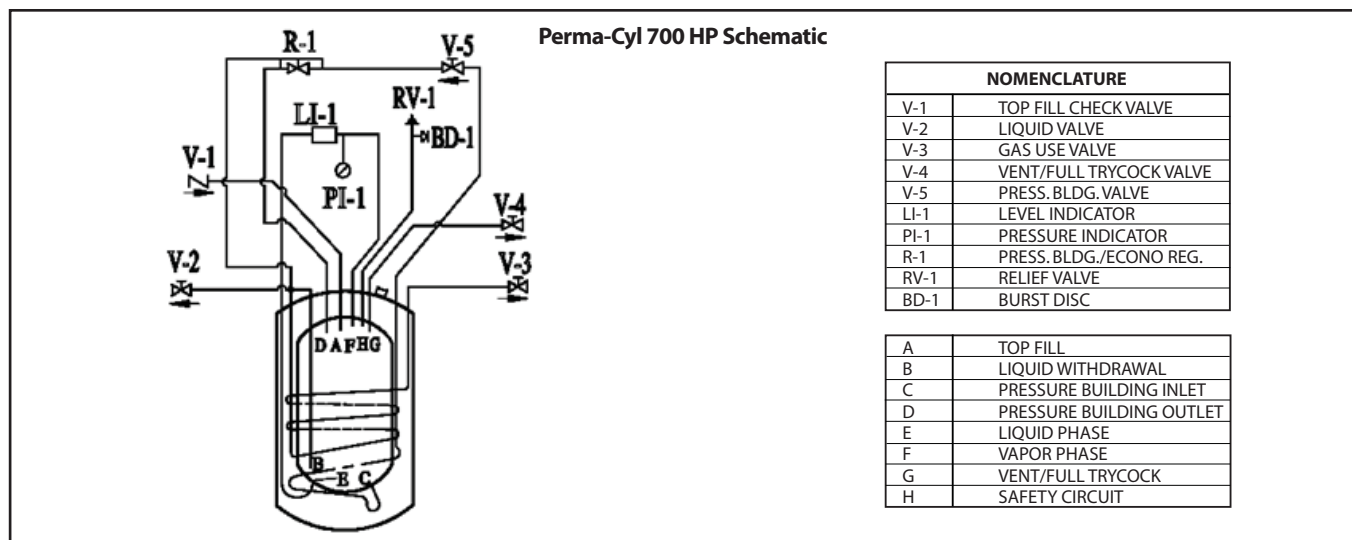 Perma-Cyl 700 HP Schematic
R-1
V-5
RV-1
LI-1
BD-1
V-1
PI-1
V-4
V-2
V-3
D A F H G
B
E C
NOMENCLATURE
V-1 TOP FILL CHECK VALVE
V-2 LIQUID VALVE
V-3 GAS USE VALVE
V-4 VENT/FULL TRYCOCK VALVE
V-5 PRESS. BLDG. VALVE
LI-1 LEVEL INDICATOR
PI-1 PRESSURE INDICATOR
R-1 PRESS. BLDG./ECONO REG.
RV-1 RELIEF VALVE
BD-1 BURST DISC
A TOP FILL
B LIQUID WITHDRAWAL
C PRESSURE BUILDING INLET
D PRESSURE BUILDING OUTLET
E LIQUID PHASE
F VAPOR PHASE
G VENT/FULL TRYCOCK
H SAFETY CIRCUIT